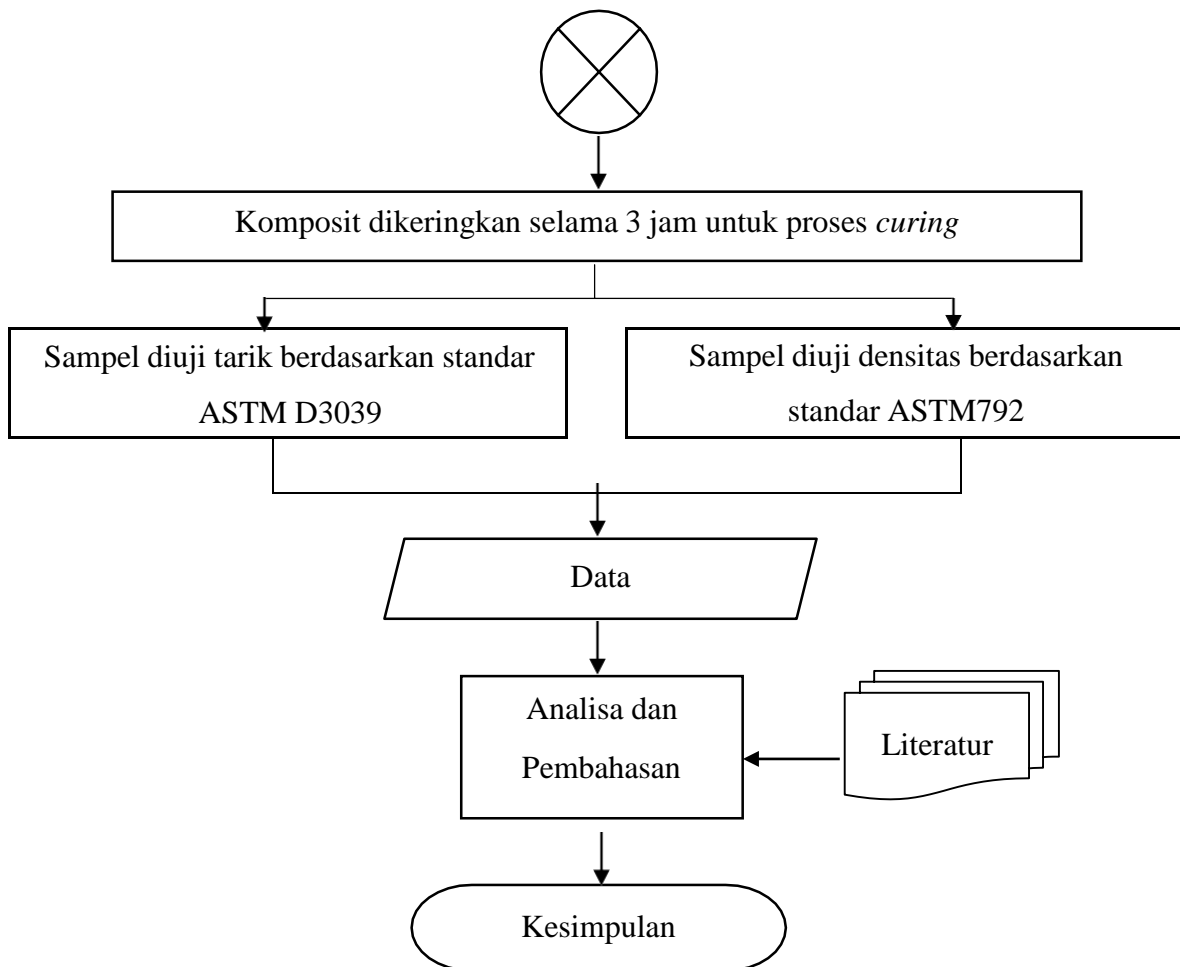 Komposit dikeringkan selama 3 jam untuk proses curing
Sampel diuji tarik berdasarkan standar
ASTM D3039
Sampel diuji densitas berdasarkan
standar ASTM792
Data
Analisa dan
Pembahasan
Literatur
Kesimpulan